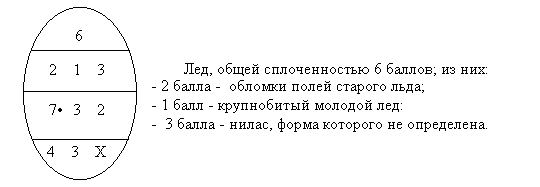 6
2 1 3
7• 3 2
4 3 X
Лед, общей сплоченностью 6 баллов; из них:
- 2 балла - обломки полей старого льда;
- 1 балл - крупнобитый молодой лед:
- 3 балла - нилас, форма которого не определена.